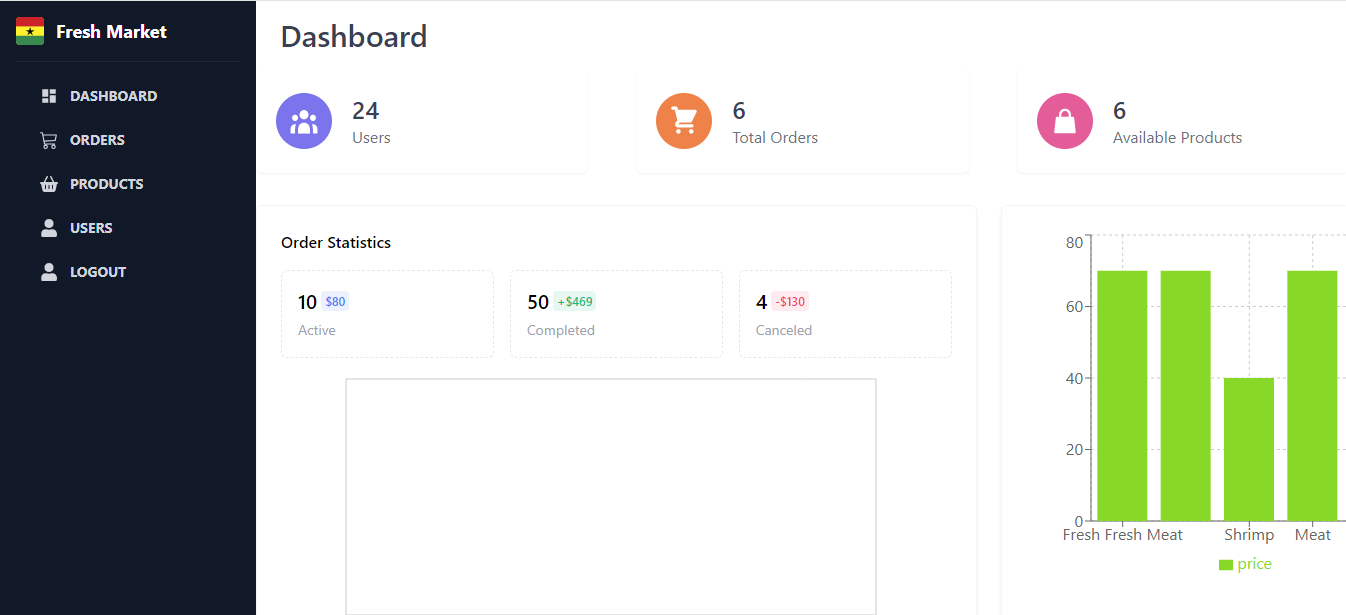 Fresh Market
DASHBOARD
ORDERS
PRODUCTS
USERS
LOGOUT
Dashboard
24
Users
6
Total Orders
6
Available Products
Order Statistics
10 $80
Active
50 +$469
Completed
4 -$130
Canceled
80
60
40
20
0
Fresh Fresh Meat Shrimp Meat
price